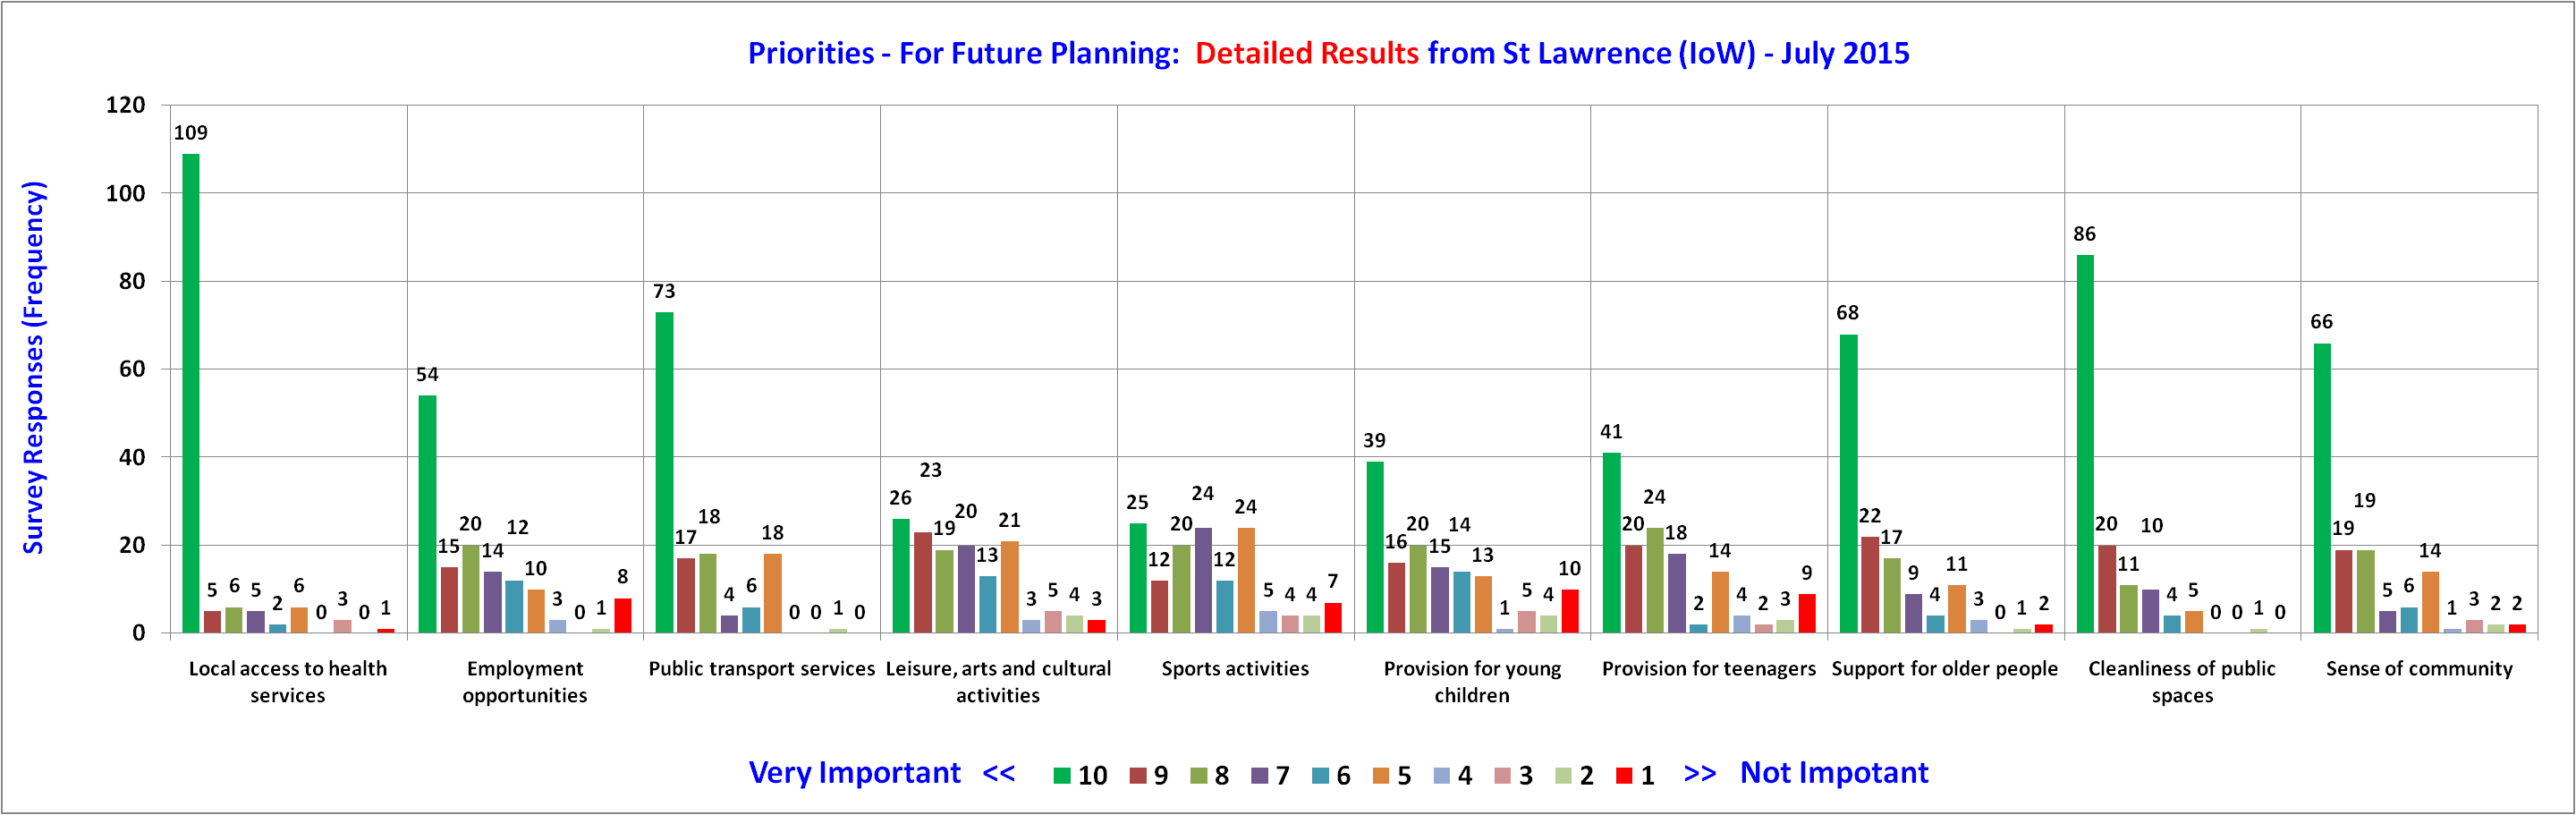 Priorities - For Future Planning:  Detailed Results from St Lawrence (IoW) - July 2015
Survey Responses (Frequency)
120
100
80
60
40
20
0
109 5 6 5 2 6 0 3 0 1
54 15 20 14 12 10 3 0 1 8
73 17 18 4 6 18 0 0 1 0
26 23 19 20 13 21 3 5 4 3
25 12 20 24 12 24 5 4 4 7
39 16 20 15 14 13 1 5 4 10
41 20 24 18 2 14 4 2 3 9
68 22 17 9 4 11 3 0 1 2
86 20 11 10 4 5 0 0 1 0
66 19 19 5 6 14 1 3 2 2
Local access to health
services
Employment
opportunities
Public transport services
Leisure, arts and cultural
activities
Sports activities
Provision for young
children
Provision for teenagers
Support for older people
Cleanliness of public
spaces
Sense of community
Very Important << 10 9 8 7 6 5 4 3 2 1 >> Not Impotant